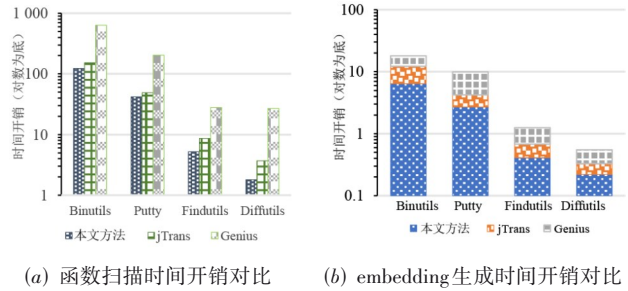 (a)
1 000
100
10
1
时间开销（对数为底）
Binutils Putty Findutils Diffutils
本文方法 jTrans Genius
(a) 函数扫描时间开销对比
(b)
100
10
1
0.1
时间开销（对数为底）
Binutils Putty Findutils Diffutils
本文方法 jTrans Genius
(b) embedding生成时间开销对比